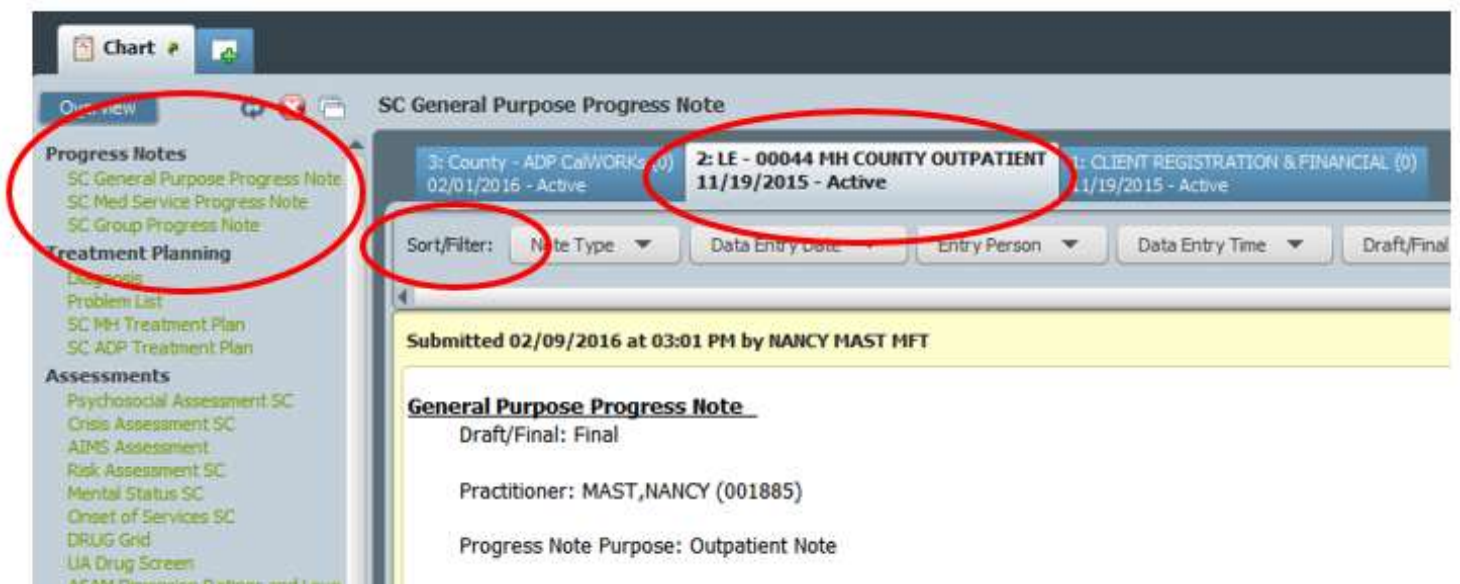 Chart
Overview
Progress Notes
SC General Purpose Progress Note
SC Med Service Progress Note
SC Group Progress Note
Treatment Planning
Diagnosis
Problem List
SC MH Treatment Plan
SC ADP Treatment Plan
Assessments
Psychosocial Assessment SC
Crisis Assessment SC
AIMS Assessment
Risk Assessment SC
Mental Status SC
Onset of Services SC
DRUG Grid
UA Drug Screen
SC General Purpose Progress Note
3: County - ADP CalWORKs (0)
02/01/2016 - Active
2: LE - 00044 MH COUNTY OUTPATIENT
11/19/2015 - Active
1: CLIENT REGISTRATION & FINANCIAL (0)
11/19/2015 - Active
Sort/Filter: Note Type Data Entry Date Entry Person Data Entry Time Draft/Final
Submitted 02/09/2016 at 03:01 PM by NANCY MAST MFT
General Purpose Progress Note
Draft/Final: Final
Practitioner: MAST,NANCY (001885)
Progress Note Purpose: Outpatient Note